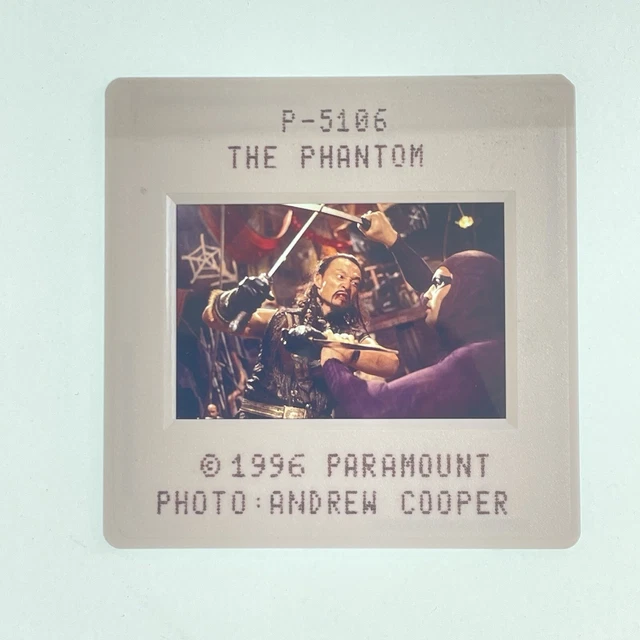 P-5106
THE PHANTOM
© 1996 PARAMOUNT
PHOTO:ANDREW COOPER